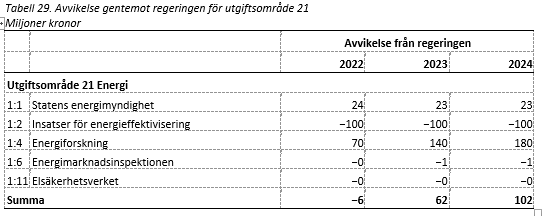 Tabell 29. Avvikelse gentemot regeringen för utgiftsområde 21
Miljoner kronor
Avvikelse från regeringen
2022 2023 2024
Utgiftsområde 21 Energi
1:1 Statens energimyndighet 24 23 23
1:2 Insatser för energieffektivisering −100 −100 −100
1:4 Energiforskning 70 140 180
1:6 Energimarknadsinspektionen −0 −1 −1
1:11 Elsäkerhetsverket −0 −0 −0
Summa −6 62 102